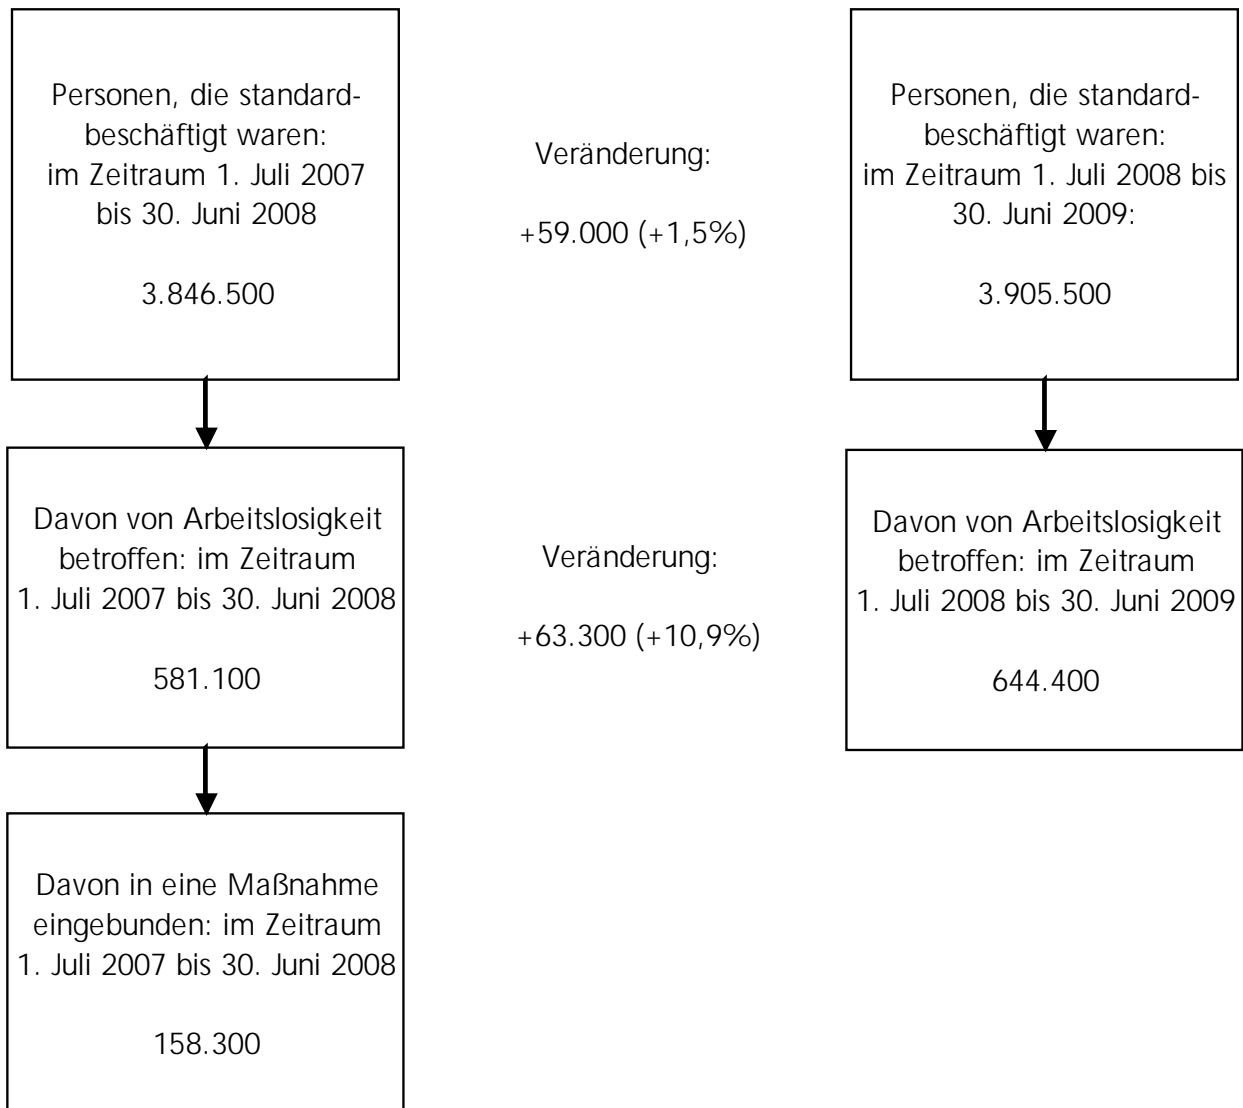 Personen, die standard-
beschäftigt waren:
im Zeitraum 1. Juli 2007
bis 30. Juni 2008
3.846.500
Veränderung:
+59.000 (+1,5%)
Personen, die standard-
beschäftigt waren:
im Zeitraum 1. Juli 2008 bis
30. Juni 2009:
3.905.500
Davon von Arbeitslosigkeit
betroffen: im Zeitraum
1. Juli 2007 bis 30. Juni 2008
581.100
Veränderung:
+63.300 (+10,9%)
Davon von Arbeitslosigkeit
betroffen: im Zeitraum
1. Juli 2008 bis 30. Juni 2009
644.400
Davon in eine Maßnahme
eingebunden: im Zeitraum
1. Juli 2007 bis 30. Juni 2008
158.300